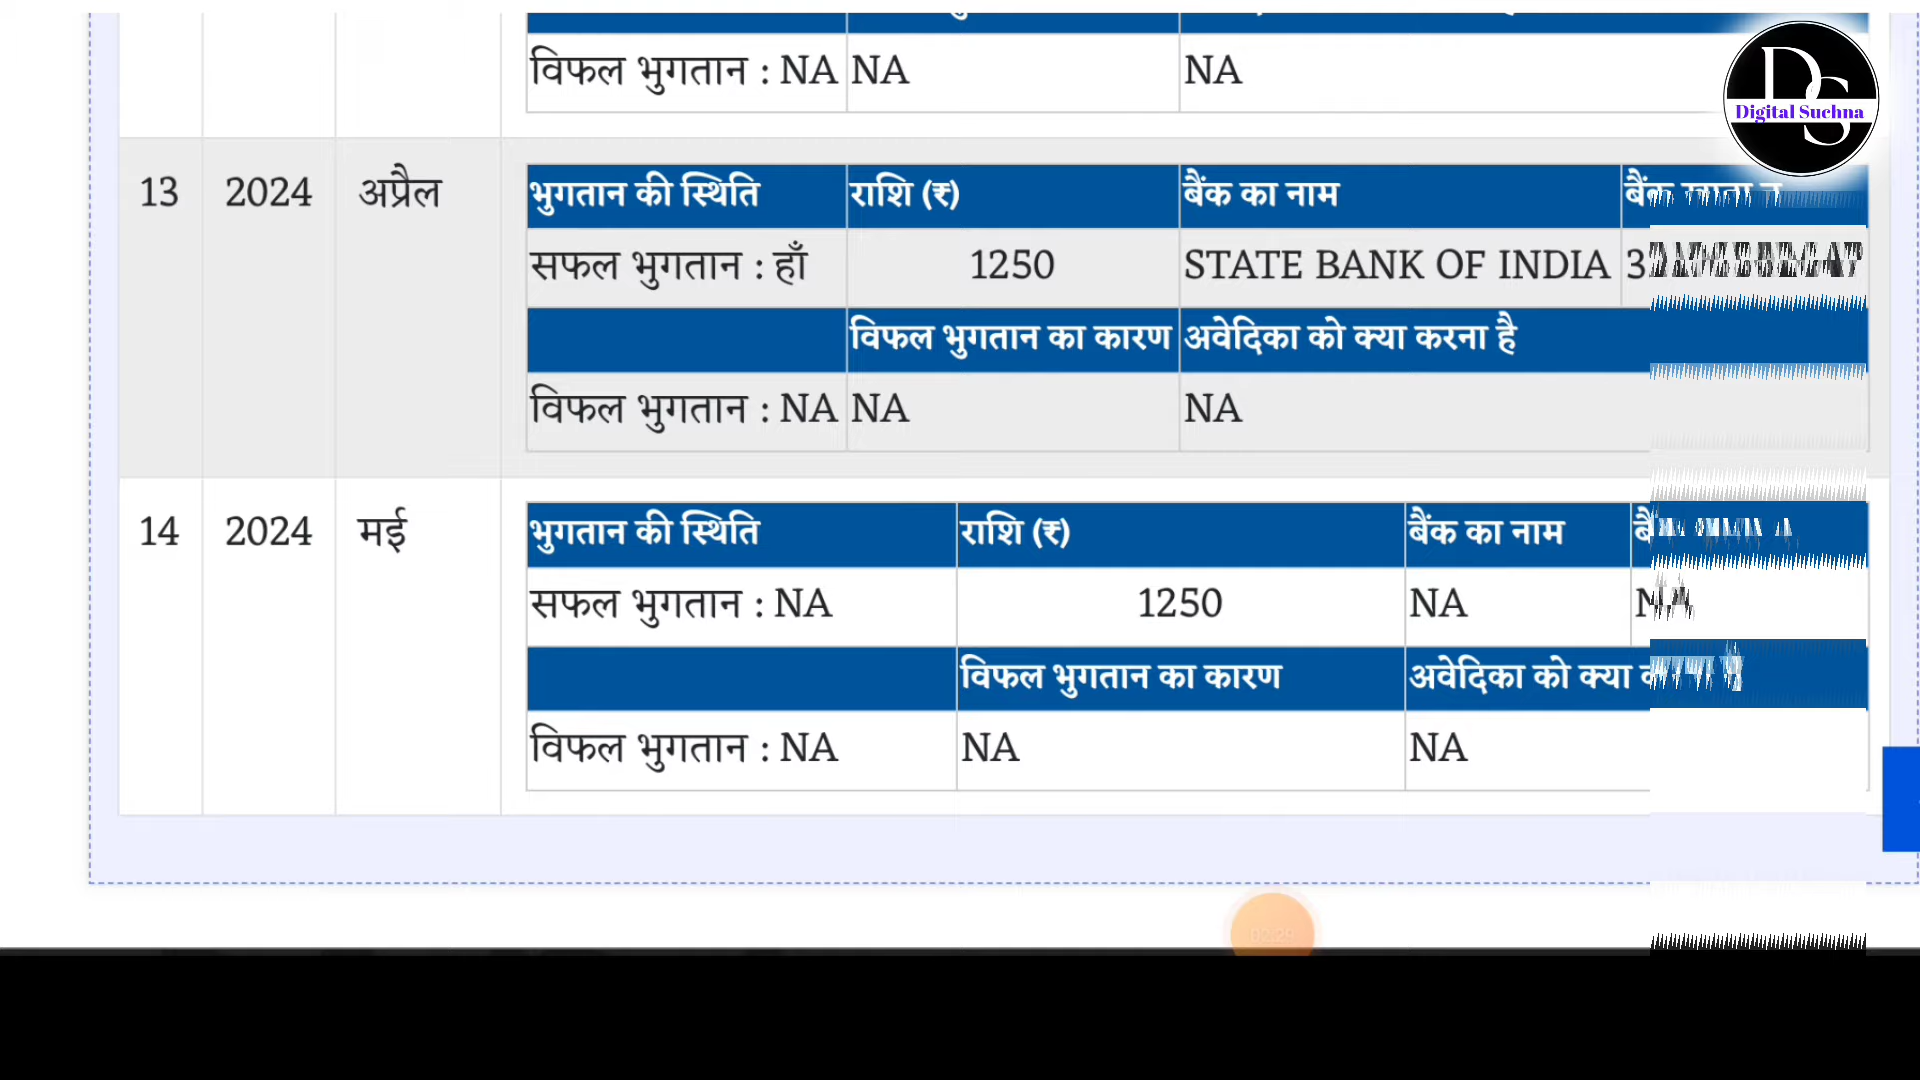 विफल भुगतान : NA NA NA
Digital Suchna
13 2024 अप्रैल भुगतान की स्थिति राशि (₹) बैंक का नाम
सफल भुगतान : हाँ 1250 STATE BANK OF INDIA
विफल भुगतान का कारण अवेदिका को क्या करना है
विफल भुगतान : NA NA NA
14 2024 मई भुगतान की स्थिति राशि (₹) बैंक का नाम
सफल भुगतान : NA 1250 NA NA
विफल भुगतान का कारण अवेदिका को क्या
विफल भुगतान : NA NA NA